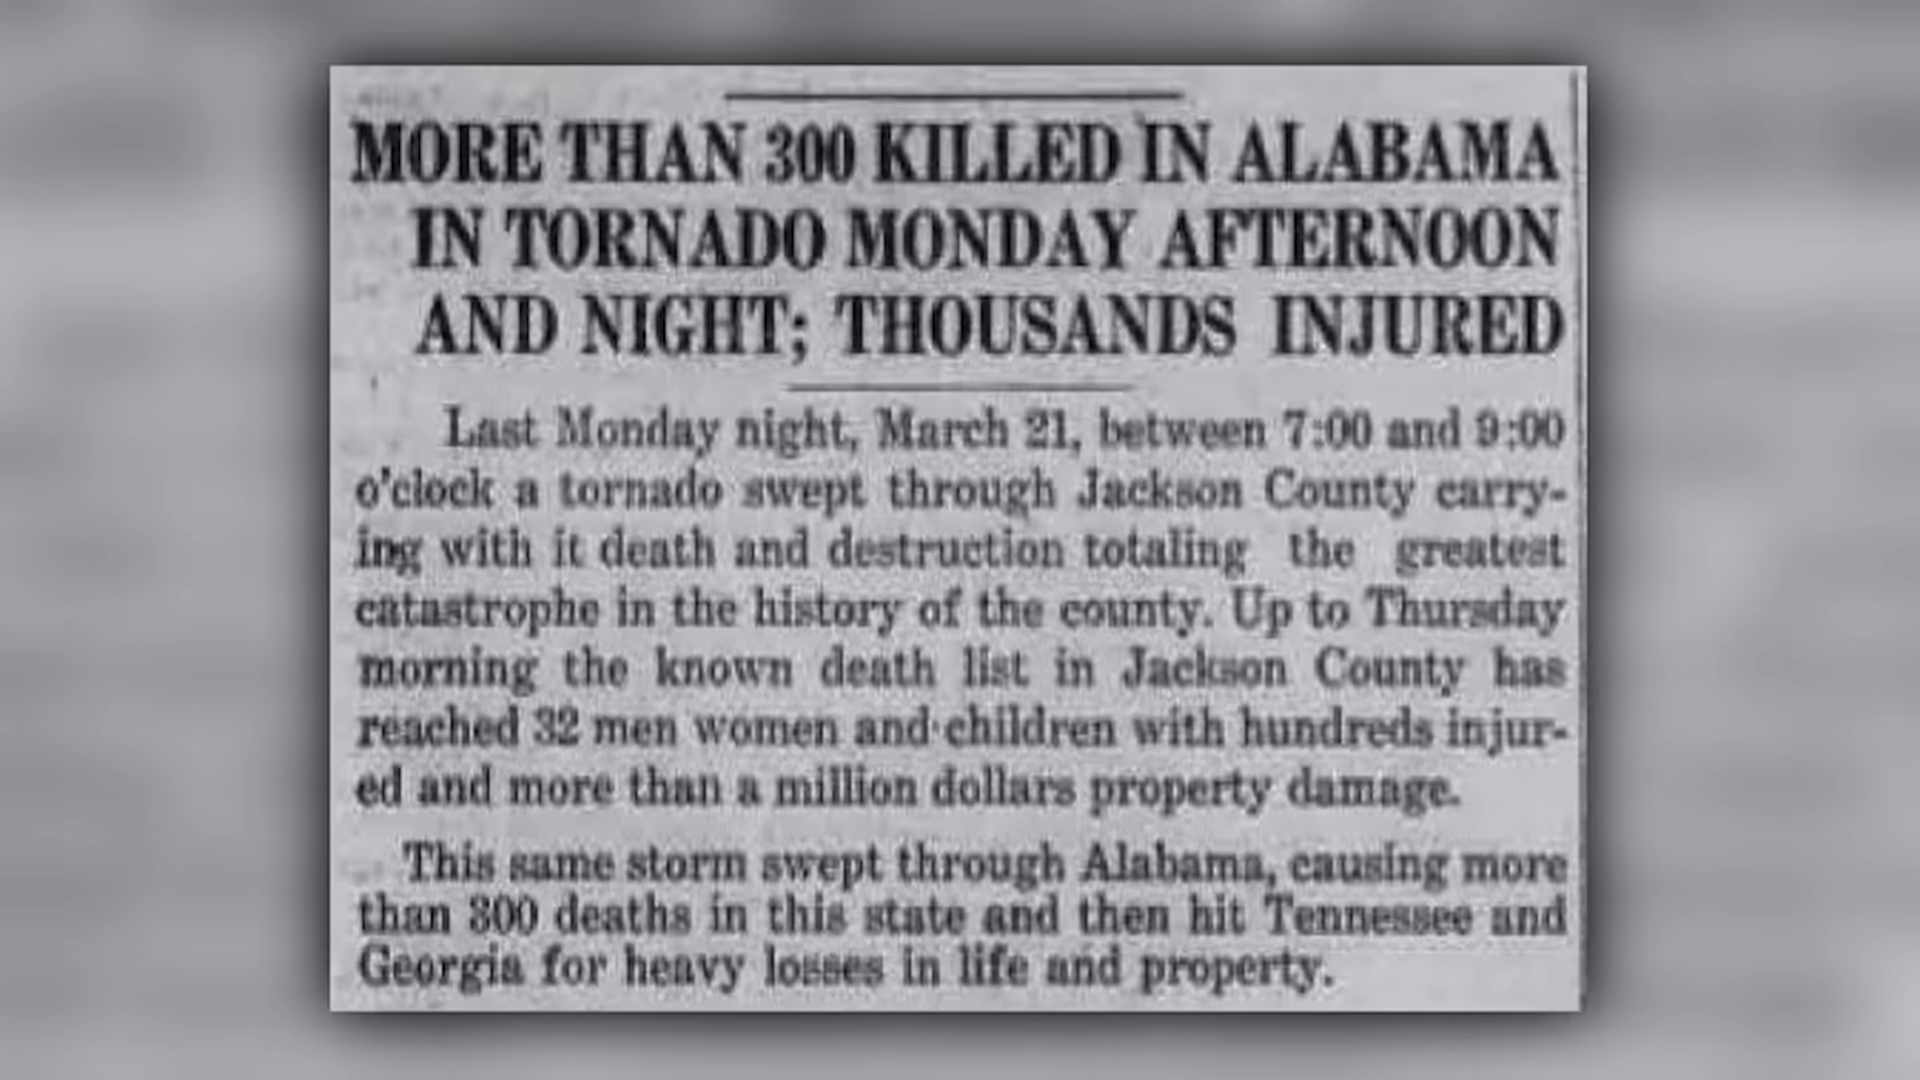 MORE THAN 300 KILLED IN ALABAMA
IN TORNADO MONDAY AFTERNOON
AND NIGHT; THOUSANDS INJURED
Last Monday night, March 21, between 7:00 and 9:00
o'clock a tornado swept through Jackson County carry-
ing with it death and destruction totaling the greatest
catastrophe in the history of the county. Up to Thursday
morning the known death list in Jackson County has
reached 32 men women and children with hundreds injur-
ed and more than a million dollars property damage.
This same storm swept through Alabama, causing more
than 300 deaths in this state and then hit Tennessee and
Georgia for heavy losses in life and property.